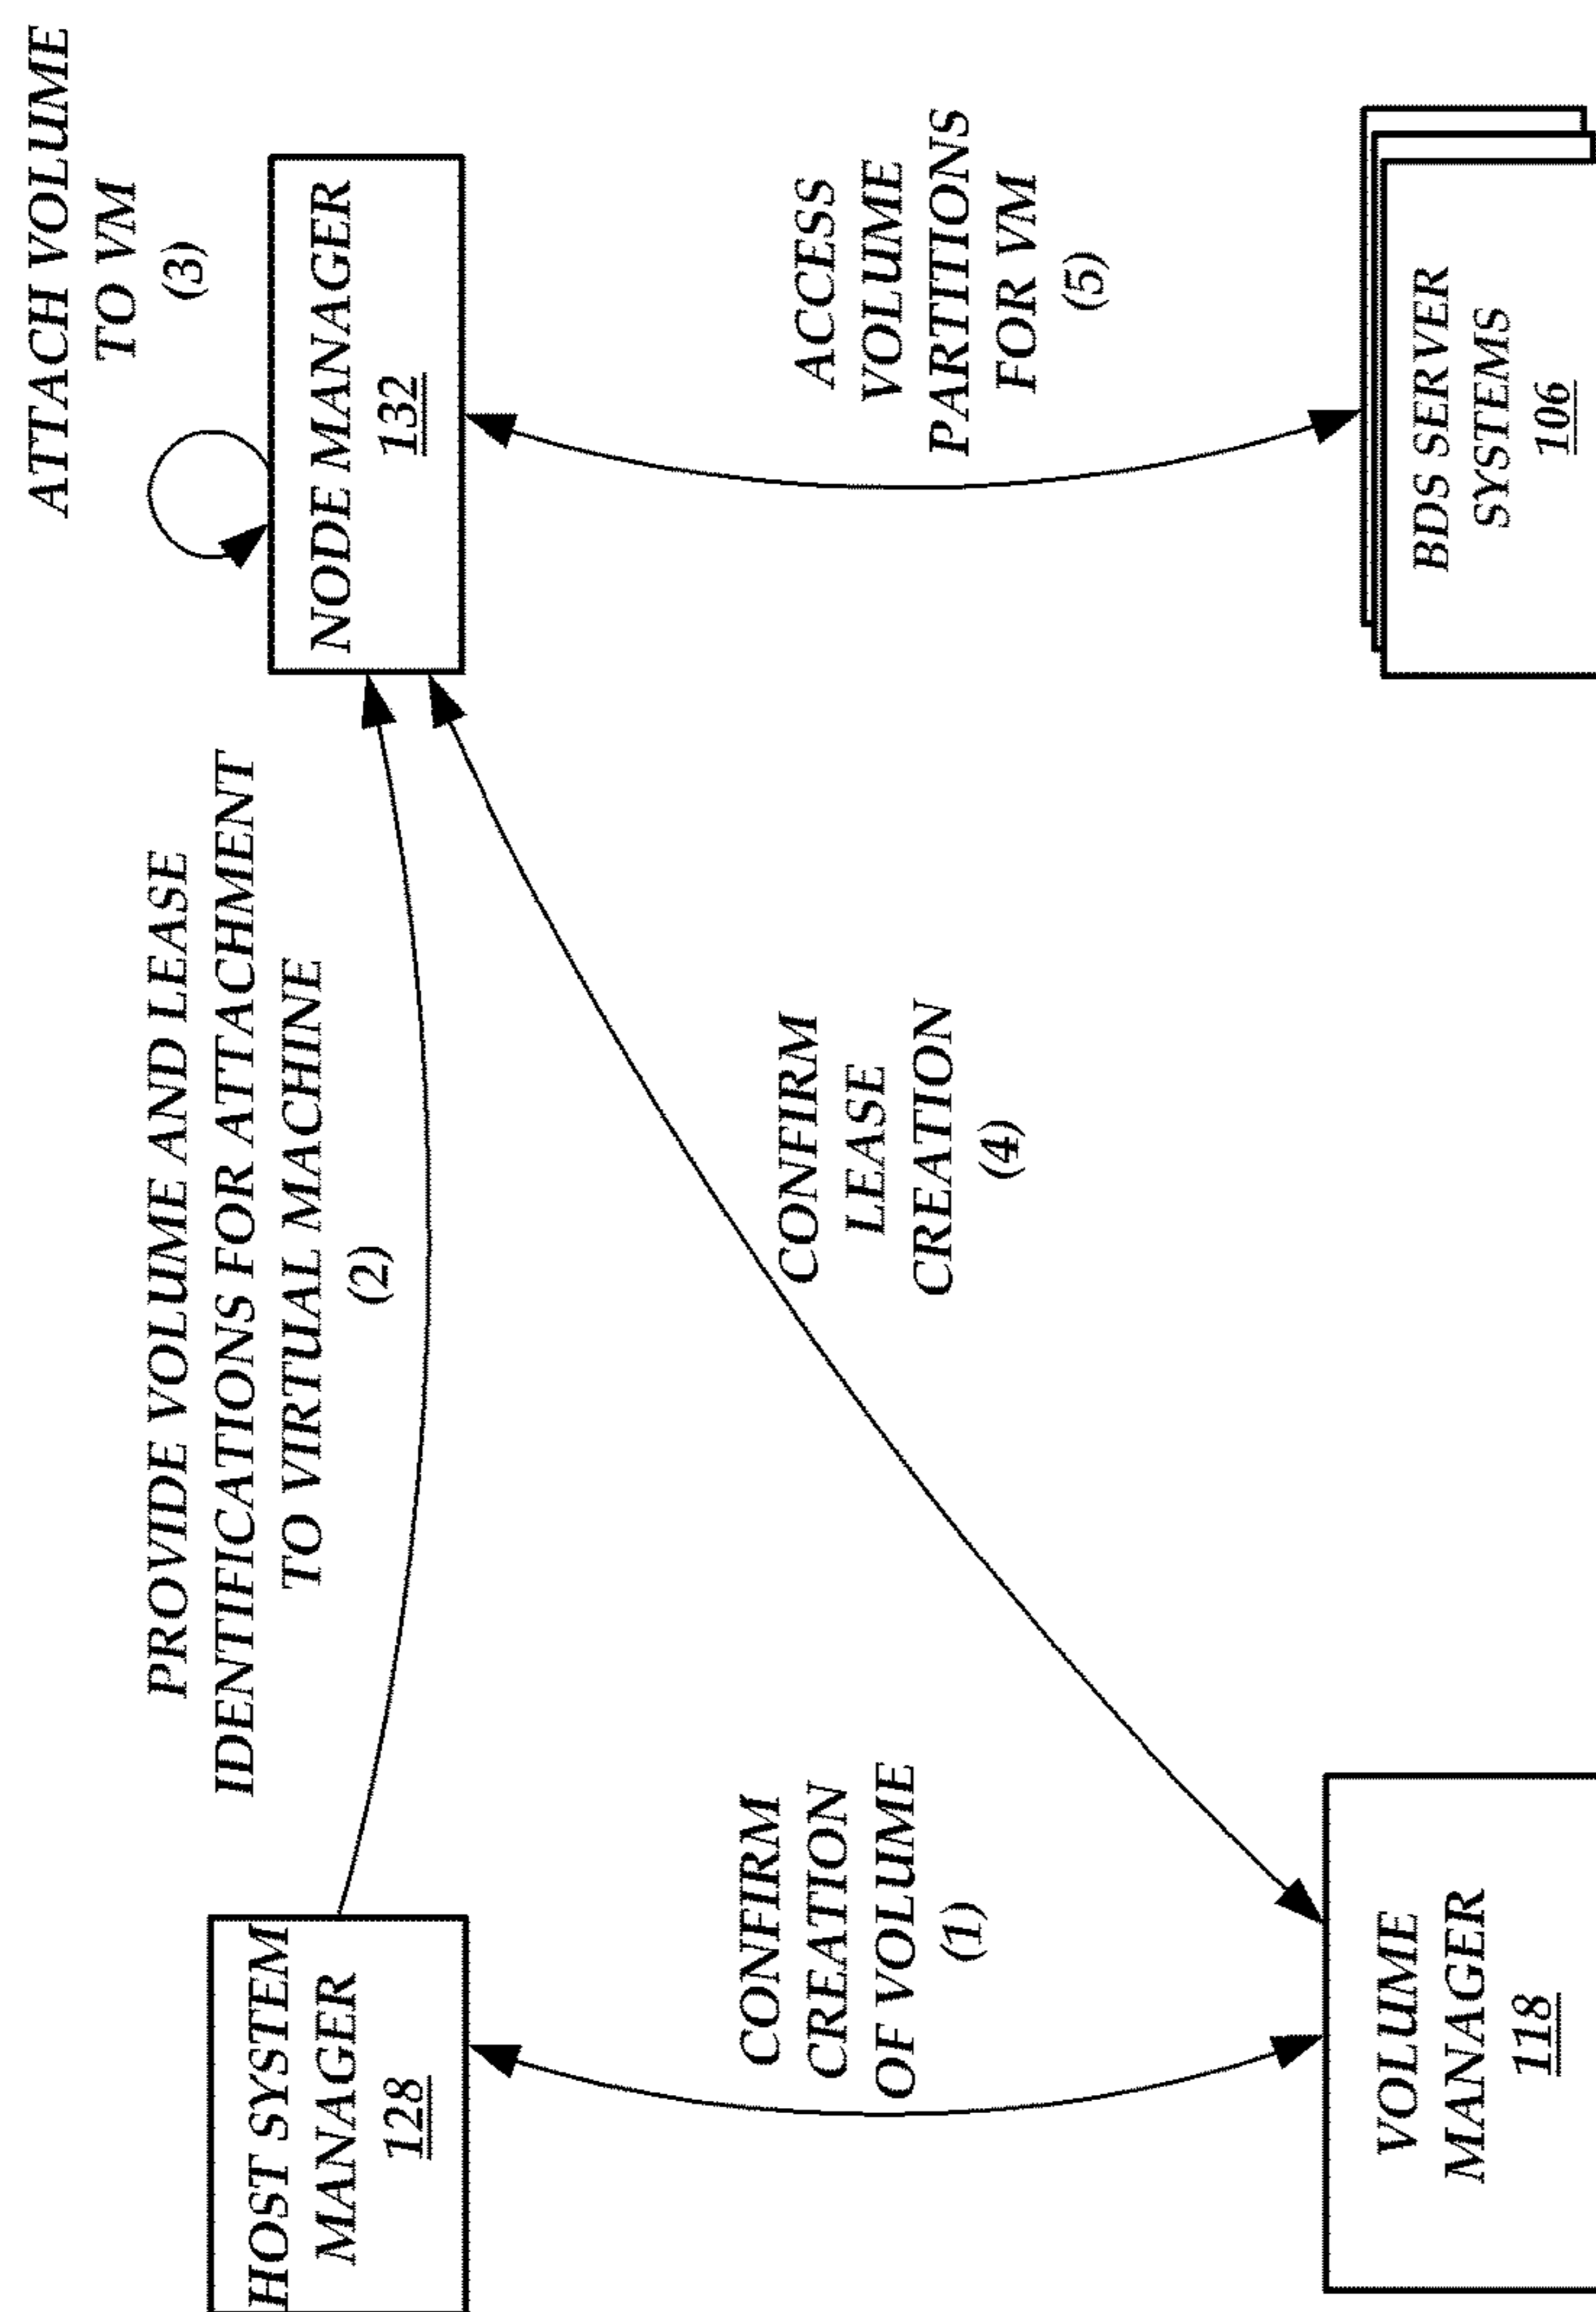 ATTACH VOLUME
TO VM
(3)
PROVIDE VOLUME AND LEASE
IDENTIFICATIONS FOR ATTACHMENT
TO VIRTUAL MACHINE
(2)
HOST SYSTEM
MANAGER
128
NODE MANAGER
132
CONFIRM
CREATION
OF VOLUME
(1)
CONFIRM
LEASE
CREATION
(4)
ACCESS
VOLUME
PARTITIONS
FOR VM
(5)
VOLUME
MANAGER
118
BDS SERVER
SYSTEMS
106